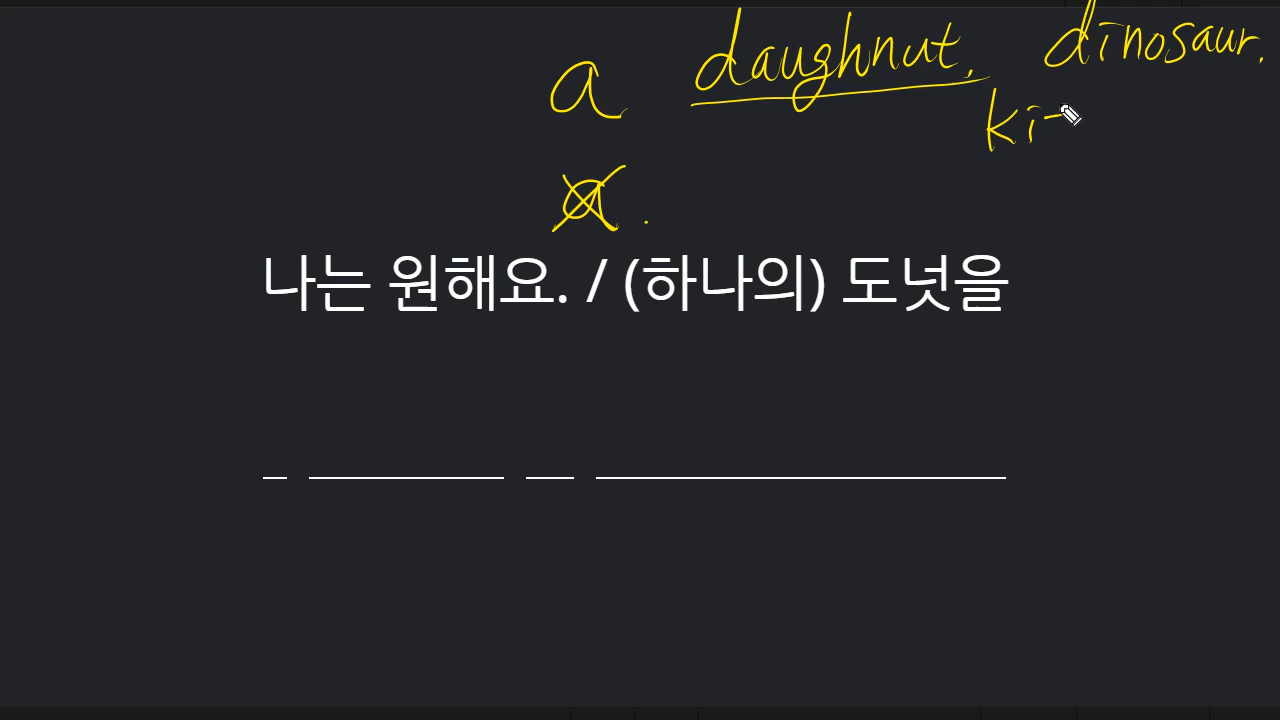 a daughnut, dinosaur.
ki
a.
나는 원해요. / (하나의) 도넛을